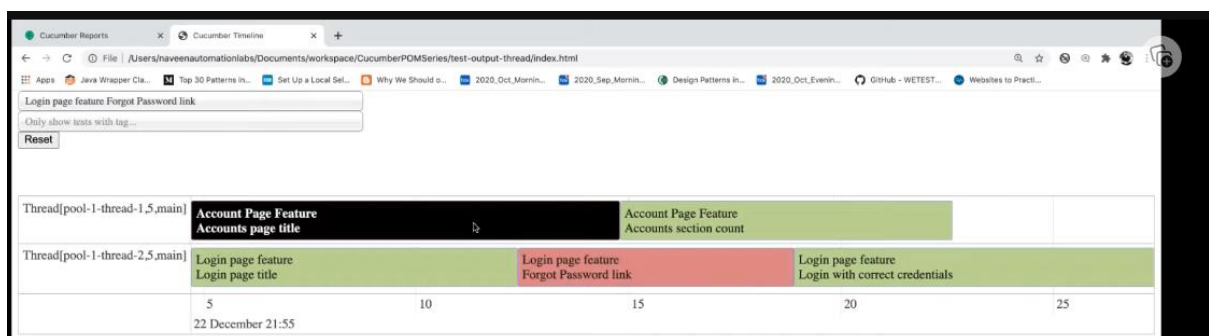 Cucumber Reports
Cucumber Timeline
File | /Users/naveenautomationlabs/Documents/workspace/CucumberPOMSeries/test-output-thread/index.html
Apps Java Wrapper Cla... Top 30 Patterns in... Set Up a Local Sel... Why We Should o... 2020_Oct_Mornin... 2020_Sep_Mornin... Design Patterns in... 2020_Oct_Evenin... GitHub - WETEST... Websites to Practi...
Login page feature Forgot Password link
Only show tests with tag...
Reset
Thread[pool-1-thread-1,5,main]
Account Page Feature
Accounts page title
Account Page Feature
Accounts section count
Thread[pool-1-thread-2,5,main]
Login page feature
Login page title
Login page feature
Forgot Password link
Login page feature
Login with correct credentials
5 10 15 20 25
22 December 21:55